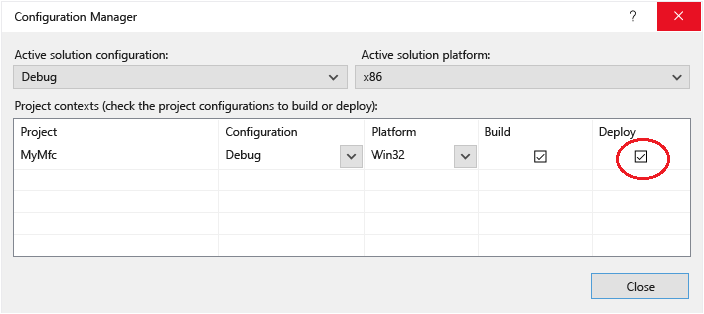 Configuration Manager
?
Active solution configuration:
Active solution platform:
Debug
x86
Project contexts (check the project configurations to build or deploy):
Project Configuration Platform Build Deploy
MyMfc Debug Win32
Close